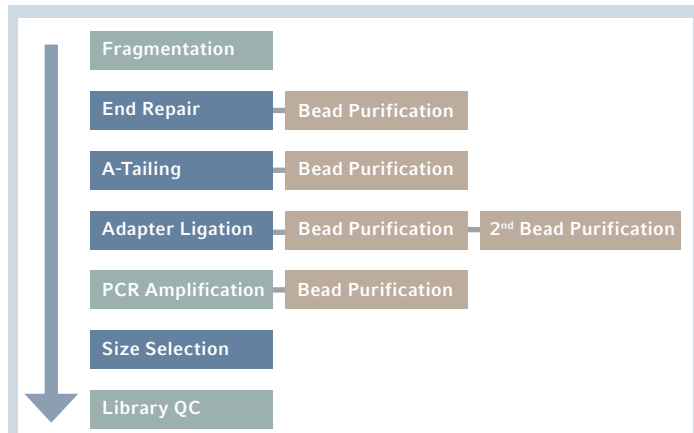 Fragmentation
End Repair Bead Purification
A-Tailing Bead Purification
Adapter Ligation Bead Purification 2nd Bead Purification
PCR Amplification Bead Purification
Size Selection
Library QC